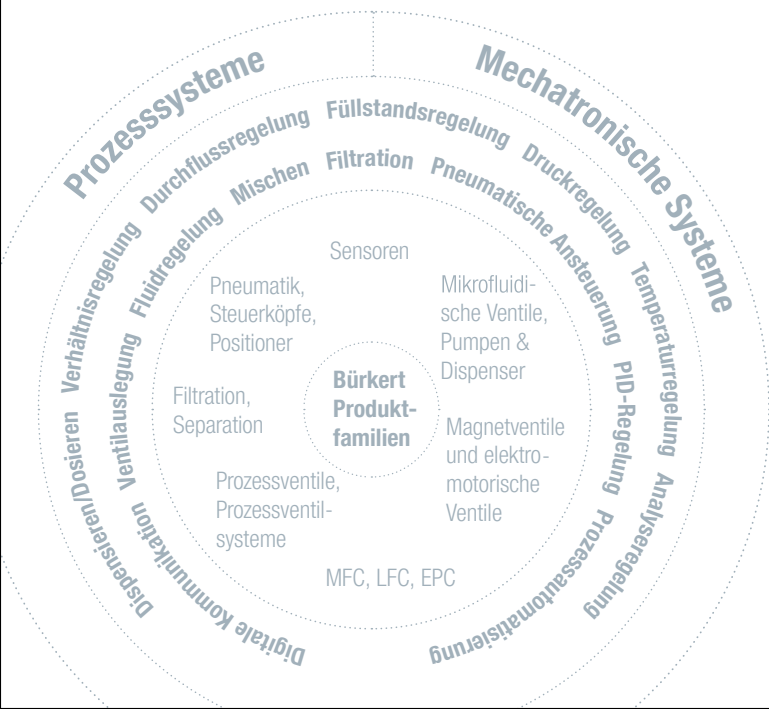 Prozesssysteme
Mechatronische Systeme
Dispensieren/Dosieren Verhältnisregelung Durchflussregelung Füllstandsregelung Druckregelung Temperaturregelung Analyseregelung
Digitale Kommunikation Ventilauslegung Fluidregelung Mischen Filtration Pneumatische Ansteuerung PID-Regelung Prozessautomatisierung
Sensoren
Pneumatik,
Steuerköpfe,
Positioner
Mikrofluidi-
sche Ventile,
Pumpen &
Dispenser
Filtration,
Separation
Bürkert
Produkt-
familien
Magnetventile
und elektro-
motorische
Ventile
Prozessventile,
Prozessventil-
systeme
MFC, LFC, EPC